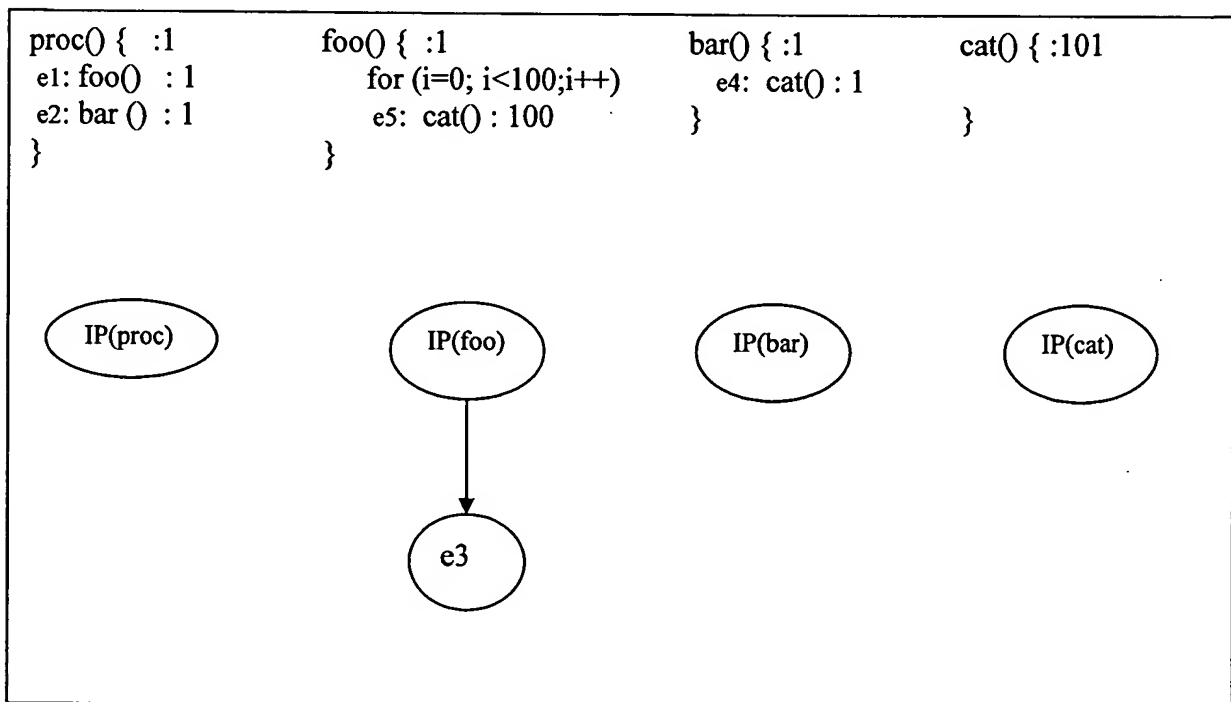 proc() {   :1
e1: foo()   : 1
e2: bar ()  : 1
}
foo() {  :1
for (i=0; i<100;i++)
e5:  cat() : 100
}
bar() { :1
e4:  cat() : 1
}
cat() { :101
}
IP(proc)
IP(foo)
IP(bar)
IP(cat)
e3